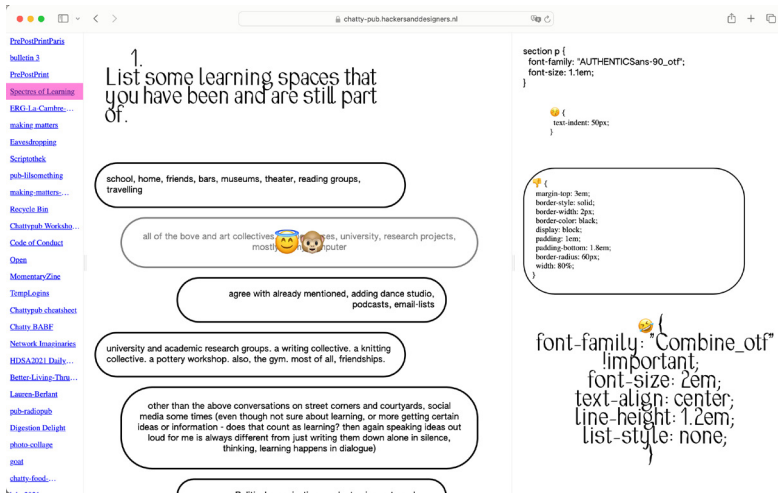 chatty-pub.hackersanddesigners.nl
PrePostPrintParis
bulletin 3
PrePostPrint
Spectres of Learning
ERG-La-Cambre-…
making matters
Eavesdropping
Scriptothek
pub-lilsomething
making-matters-…
Recycle Bin
Chattypub Worksho…
Code of Conduct
Open
MomentaryZine
TempLogins
Chattypub cheatsheet
Chatty BABF
Network Imaginaries
HDSA2021 Daily…
Better-Living-Thru…
Lauren-Berlant
pub-radiopub
Digestion Delight
photo-collage
goat
chatty-food-…
1.
List some learning spaces that
you have been and are still part
of.
school, home, friends, bars, museums, theater, reading groups,
travelling
all of the bove and art collectives, university, research projects,
agree with already mentioned, adding dance studio,
podcasts, email-lists
university and academic research groups. a writing collective. a knitting
collective. a pottery workshop. also, the gym. most of all, friendships.
other than the above conversations on street corners and courtyards, social
media some times (even though not sure about learning, or more getting certain
ideas or information - does that count as learning? then again speaking ideas out
loud for me is always different from just writing them down alone in silence,
thinking, learning happens in dialogue)
section p {
font-family: "AUTHENTICSans-90_otf";
font-size: 1.1em;
}
🤔 {
text-indent: 50px;
}
👎 {
margin-top: 3em;
border-style: solid;
border-width: 2px;
border-color: black;
display: block;
padding: 1em;
padding-bottom: 1.8em;
border-radius: 60px;
width: 80%;
}
🤣 {
font-family: "Combine_otf"
!important;
font-size: 2em;
text-align: center;
line-height: 1.2em;
list-style: none;
}